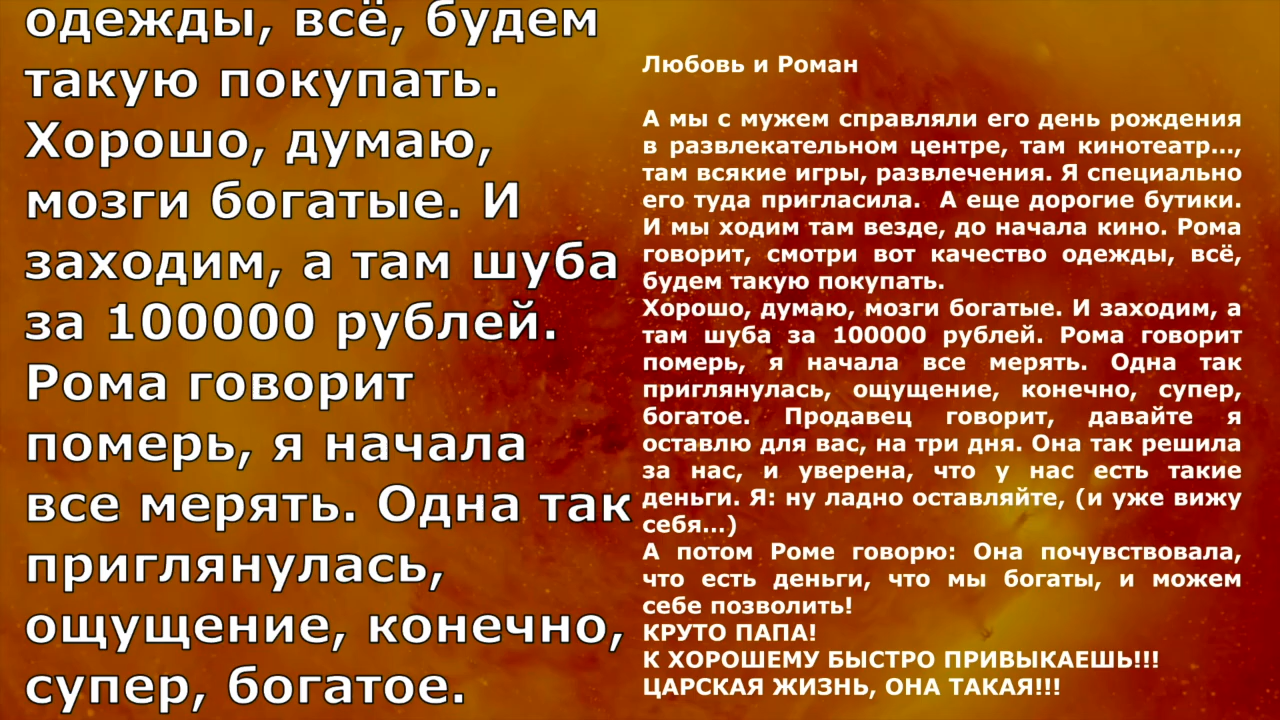 одежды, всё, будем
такую покупать.
Хорошо, думаю,
мозги богатые. И
заходим, а там шуба
за 100000 рублей.
Рома говорит
померь, я начала
все мерять. Одна так
приглянулась,
ощущение, конечно,
супер, богатое.
Любовь и Роман
А мы с мужем справляли его день рождения
в развлекательном центре, там кинотеатр...,
там всякие игры, развлечения. Я специально
его туда пригласила. А еще дорогие бутики.
И мы ходим там везде, до начала кино. Рома
говорит, смотри вот качество одежды, всё,
будем такую покупать.
Хорошо, думаю, мозги богатые. И заходим, а
там шуба за 100000 рублей. Рома говорит
померь, я начала все мерять. Одна так
приглянулась, ощущение, конечно, супер,
богатое. Продавец говорит, давайте я
оставлю для вас, на три дня. Она так решила
за нас, и уверена, что у нас есть такие
деньги. Я: ну ладно оставляйте, (и уже вижу
себя...)
А потом Роме говорю: Она почувствовала,
что есть деньги, что мы богаты, и можем
себе позволить!
КРУТО ПАПА!
К ХОРОШЕМУ БЫСТРО ПРИВЫКАЕШЬ!!!
ЦАРСКАЯ ЖИЗНЬ, ОНА ТАКАЯ!!!